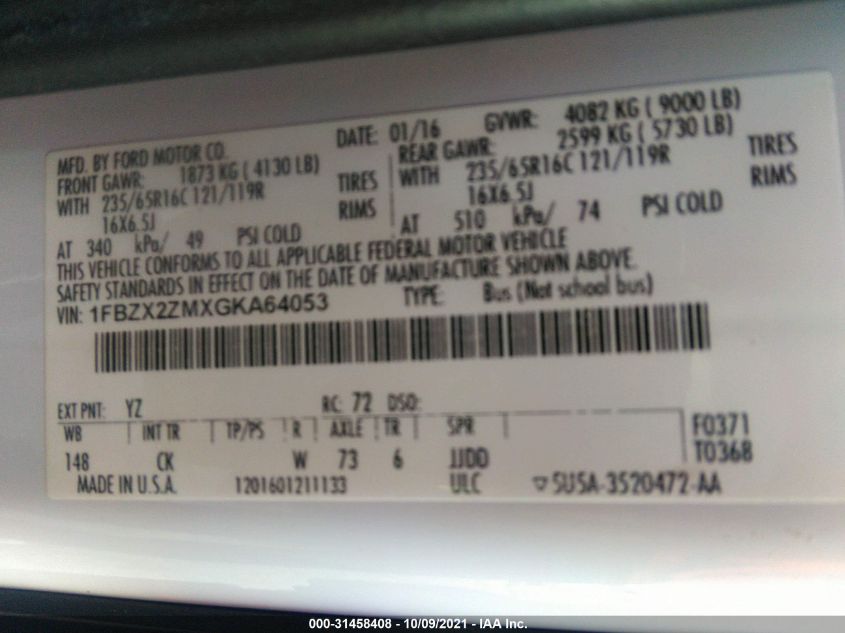 MFD. BY FORD MOTOR CO. DATE: 01/16 GVWR: 4082 KG ( 9000 LB)
FRONT GAWR: 1873 KG ( 4130 LB) REAR GAWR: 2599 KG ( 5730 LB)
WITH 235/65R16C 121/119R TIRES WITH 235/65R16C 121/119R TIRES
16X6.5J RIMS 16X6.5J RIMS
AT 340 kPa/ 49 PSI COLD AT 510 kPa/ 74 PSI COLD
THIS VEHICLE CONFORMS TO ALL APPLICABLE FEDERAL MOTOR VEHICLE
SAFETY STANDARDS IN EFFECT ON THE DATE OF MANUFACTURE SHOWN ABOVE.
VIN: 1FBZX2ZMXGKA64053 TYPE: Bus (Not school bus)
EXT PNT: YZ RC: 72 DSO:
WB INT TR TP/PS R AXLE TR SPR F0371
148 CK W 73 6 JJDD T0368
MADE IN U.S.A. 1201601211133 ULC 5U5A-3520472-AA
000-31458408 - 10/09/2021 - IAA Inc.